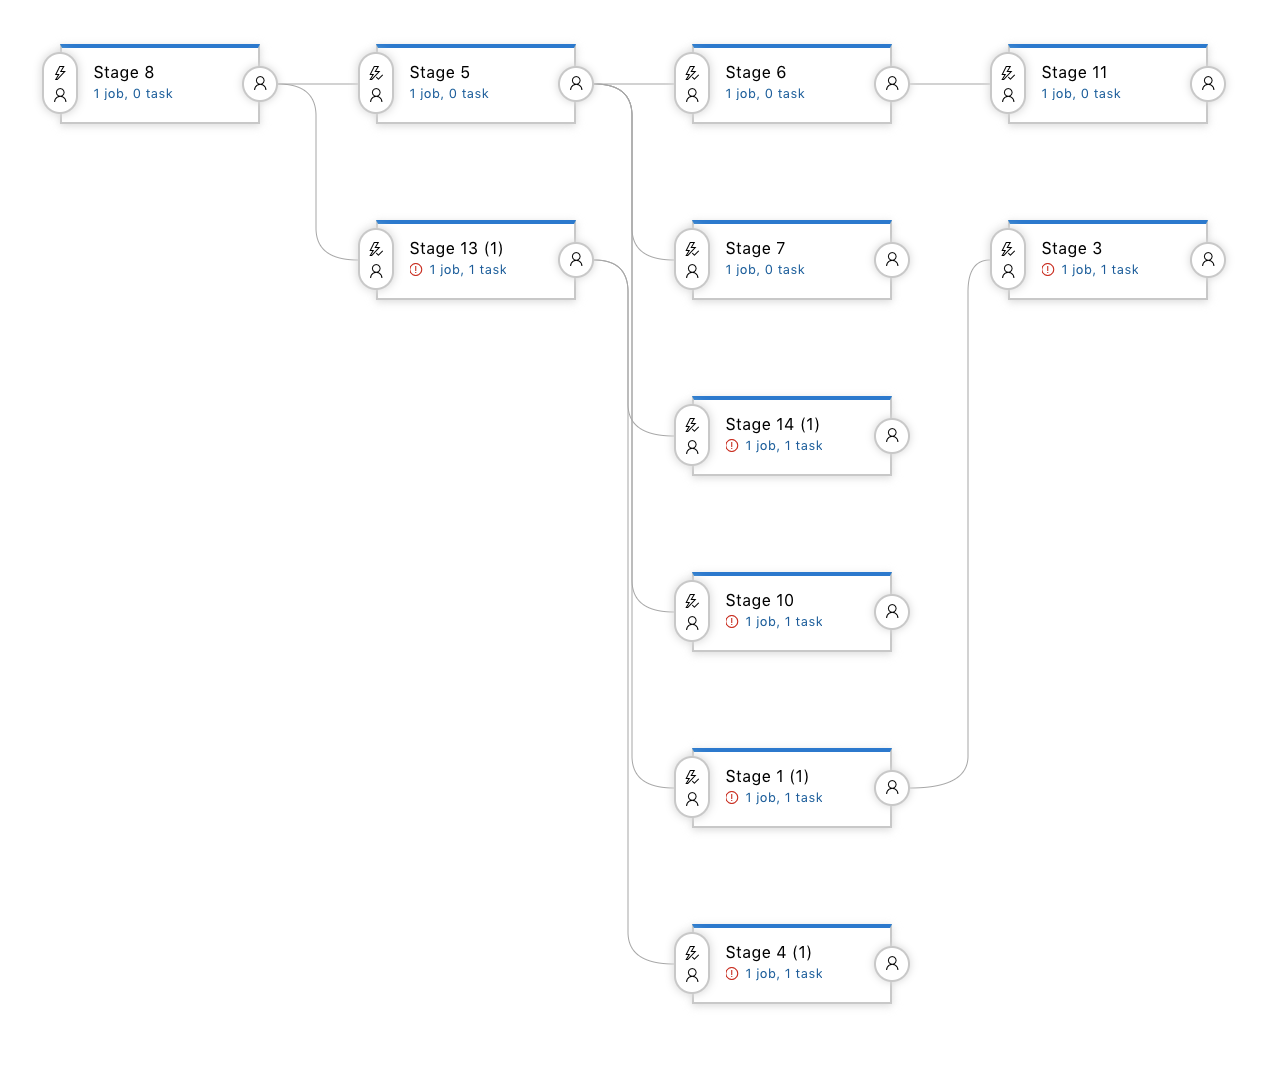 Stage 8
1 job, 0 task
Stage 5
1 job, 0 task
Stage 6
1 job, 0 task
Stage 11
1 job, 0 task
Stage 13 (1)
1 job, 1 task
Stage 7
1 job, 0 task
Stage 3
1 job, 1 task
Stage 14 (1)
1 job, 1 task
Stage 10
1 job, 1 task
Stage 1 (1)
1 job, 1 task
Stage 4 (1)
1 job, 1 task